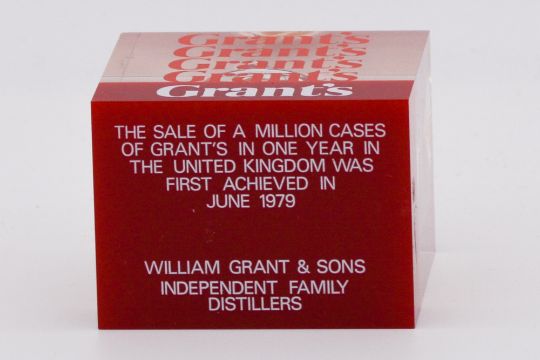 Grant's
Grant's
Grant's
Grant's
Grant's
THE SALE OF A MILLION CASES
OF GRANT'S IN ONE YEAR IN
THE UNITED KINGDOM WAS
FIRST ACHIEVED IN
JUNE 1979
WILLIAM GRANT & SONS
INDEPENDENT FAMILY
DISTILLERS